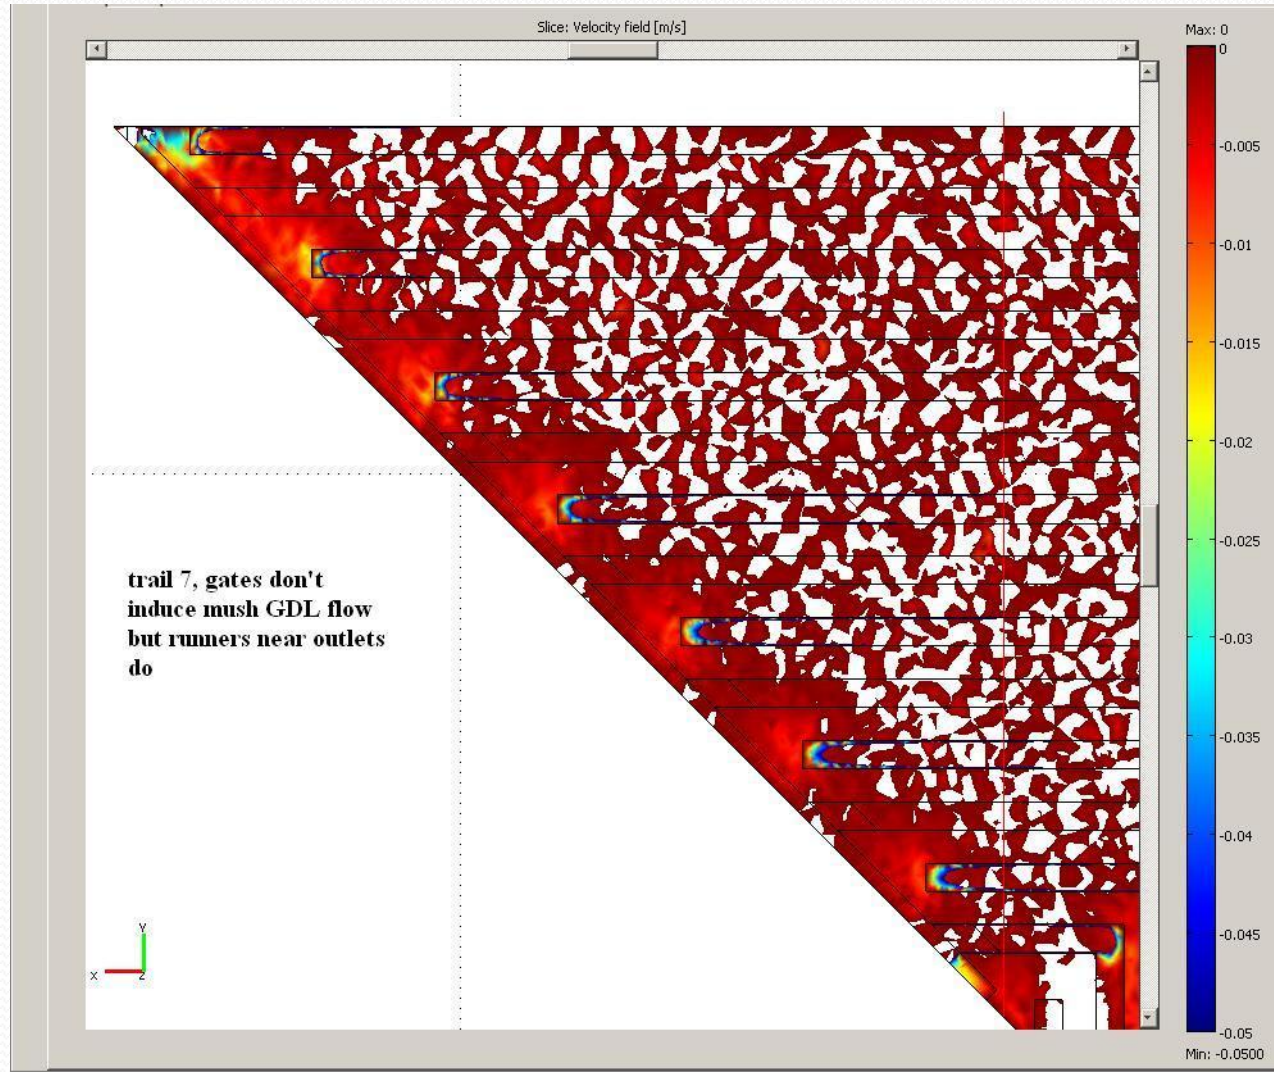 Slice: Velocity field [m/s]
Max: 0
0
-0.005
-0.01
-0.015
-0.02
-0.025
-0.03
-0.035
-0.04
-0.045
-0.05
Min: -0.0500
trail 7, gates don't
induce mush GDL flow
but runners near outlets
do
Y
X
Z